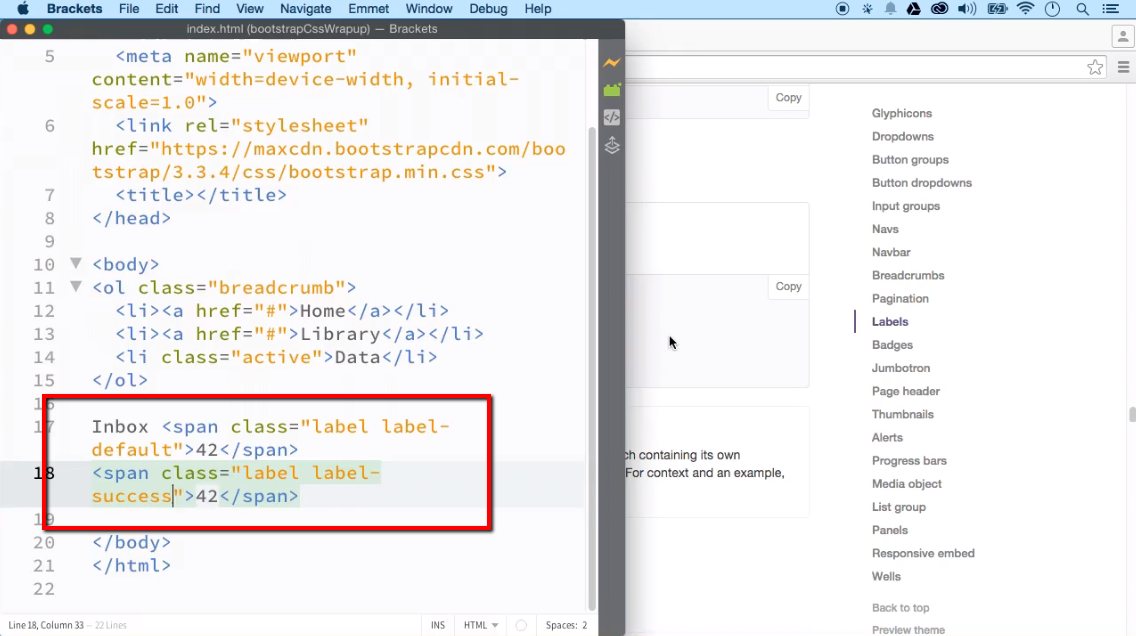 Brackets File Edit Find View Navigate Emmet Window Debug Help
index.html (bootstrapCssWrapup) — Brackets
5 <meta name="viewport"
content="width=device-width, initial-
scale=1.0">
6 <link rel="stylesheet"
href="https://maxcdn.bootstrapcdn.com/boo
tstrap/3.3.4/css/bootstrap.min.css">
7 <title></title>
8 </head>
9
10 <body>
11 <ol class="breadcrumb">
12 <li><a href="#">Home</a></li>
13 <li><a href="#">Library</a></li>
14 <li class="active">Data</li>
15 </ol>
16
17 Inbox <span class="label label-
default">42</span>
18 <span class="label label-
success">42</span>
19
20 </body>
21 </html>
22
Line 18, Column 33 — 22 Lines
INS HTML Spaces: 2
Copy
Copy
ch containing its own
For context and an example,
Glyphicons
Dropdowns
Button groups
Button dropdowns
Input groups
Navs
Navbar
Breadcrumbs
Pagination
Labels
Badges
Jumbotron
Page header
Thumbnails
Alerts
Progress bars
Media object
List group
Panels
Responsive embed
Wells
Back to top
Preview theme